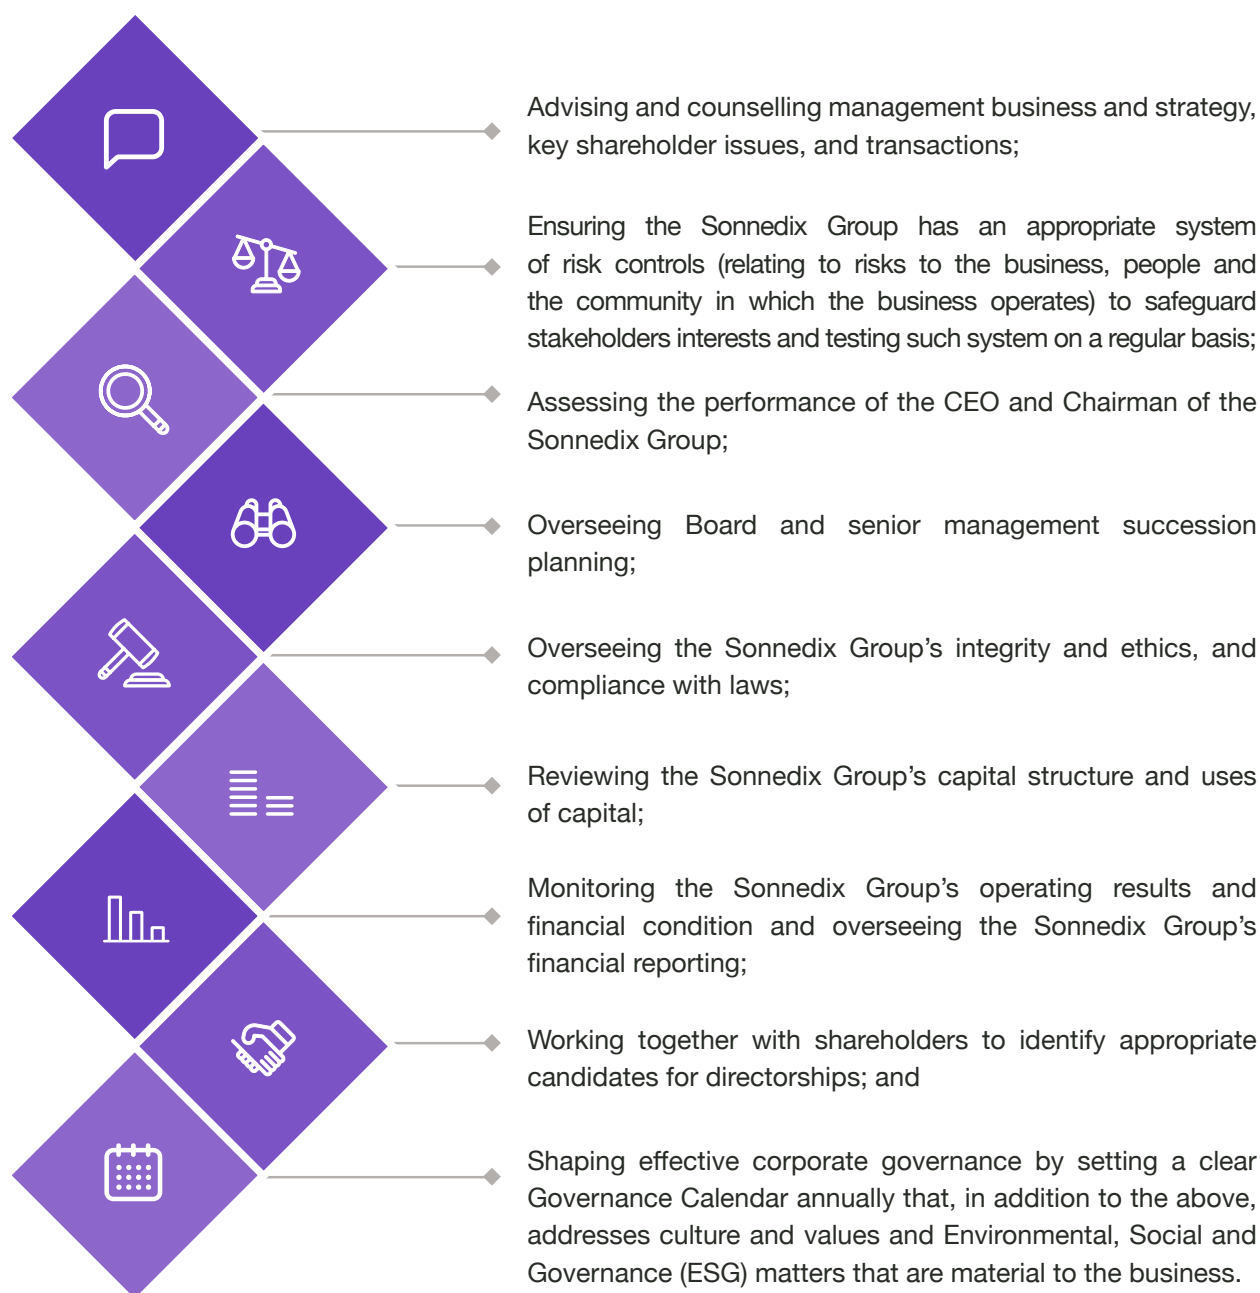 Advising and counselling management business and strategy,
key shareholder issues, and transactions;
Ensuring the Sonnedix Group has an appropriate system
of risk controls (relating to risks to the business, people and
the community in which the business operates) to safeguard
stakeholders interests and testing such system on a regular basis;
Assessing the performance of the CEO and Chairman of the
Sonnedix Group;
Overseeing Board and senior management succession
planning;
Overseeing the Sonnedix Group’s integrity and ethics, and
compliance with laws;
Reviewing the Sonnedix Group’s capital structure and uses
of capital;
Monitoring the Sonnedix Group’s operating results and
financial condition and overseeing the Sonnedix Group’s
financial reporting;
Working together with shareholders to identify appropriate
candidates for directorships; and
Shaping effective corporate governance by setting a clear
Governance Calendar annually that, in addition to the above,
addresses culture and values and Environmental, Social and
Governance (ESG) matters that are material to the business.